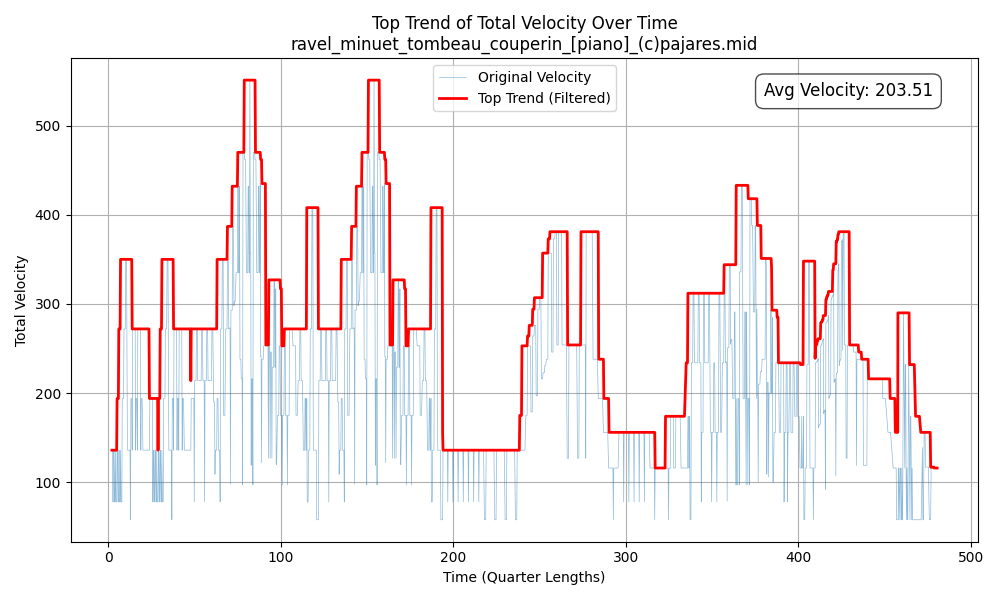 Top Trend of Total Velocity Over Time
ravel_minuet_tombeau_couperin_[piano]_(c)pajares.mid
Original Velocity
Top Trend (Filtered)
Avg Velocity: 203.51
Total Velocity
500
400
300
200
100
0 100 200 300 400 500
Time (Quarter Lengths)